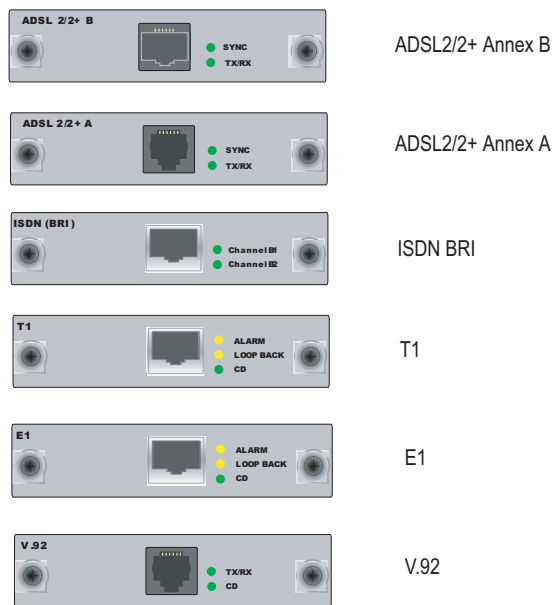 ADSL 2/2+ B
SYNC
TX/RX
ADSL2/2+ Annex B
ADSL 2/2+ A
SYNC
TX/RX
ADSL2/2+ Annex A
ISDN (BRI)
Channel B1
Channel B2
ISDN BRI
T1
ALARM
LOOP BACK
CD
T1
E1
ALARM
LOOP BACK
CD
E1
V.92
TX/RX
CD
V.92